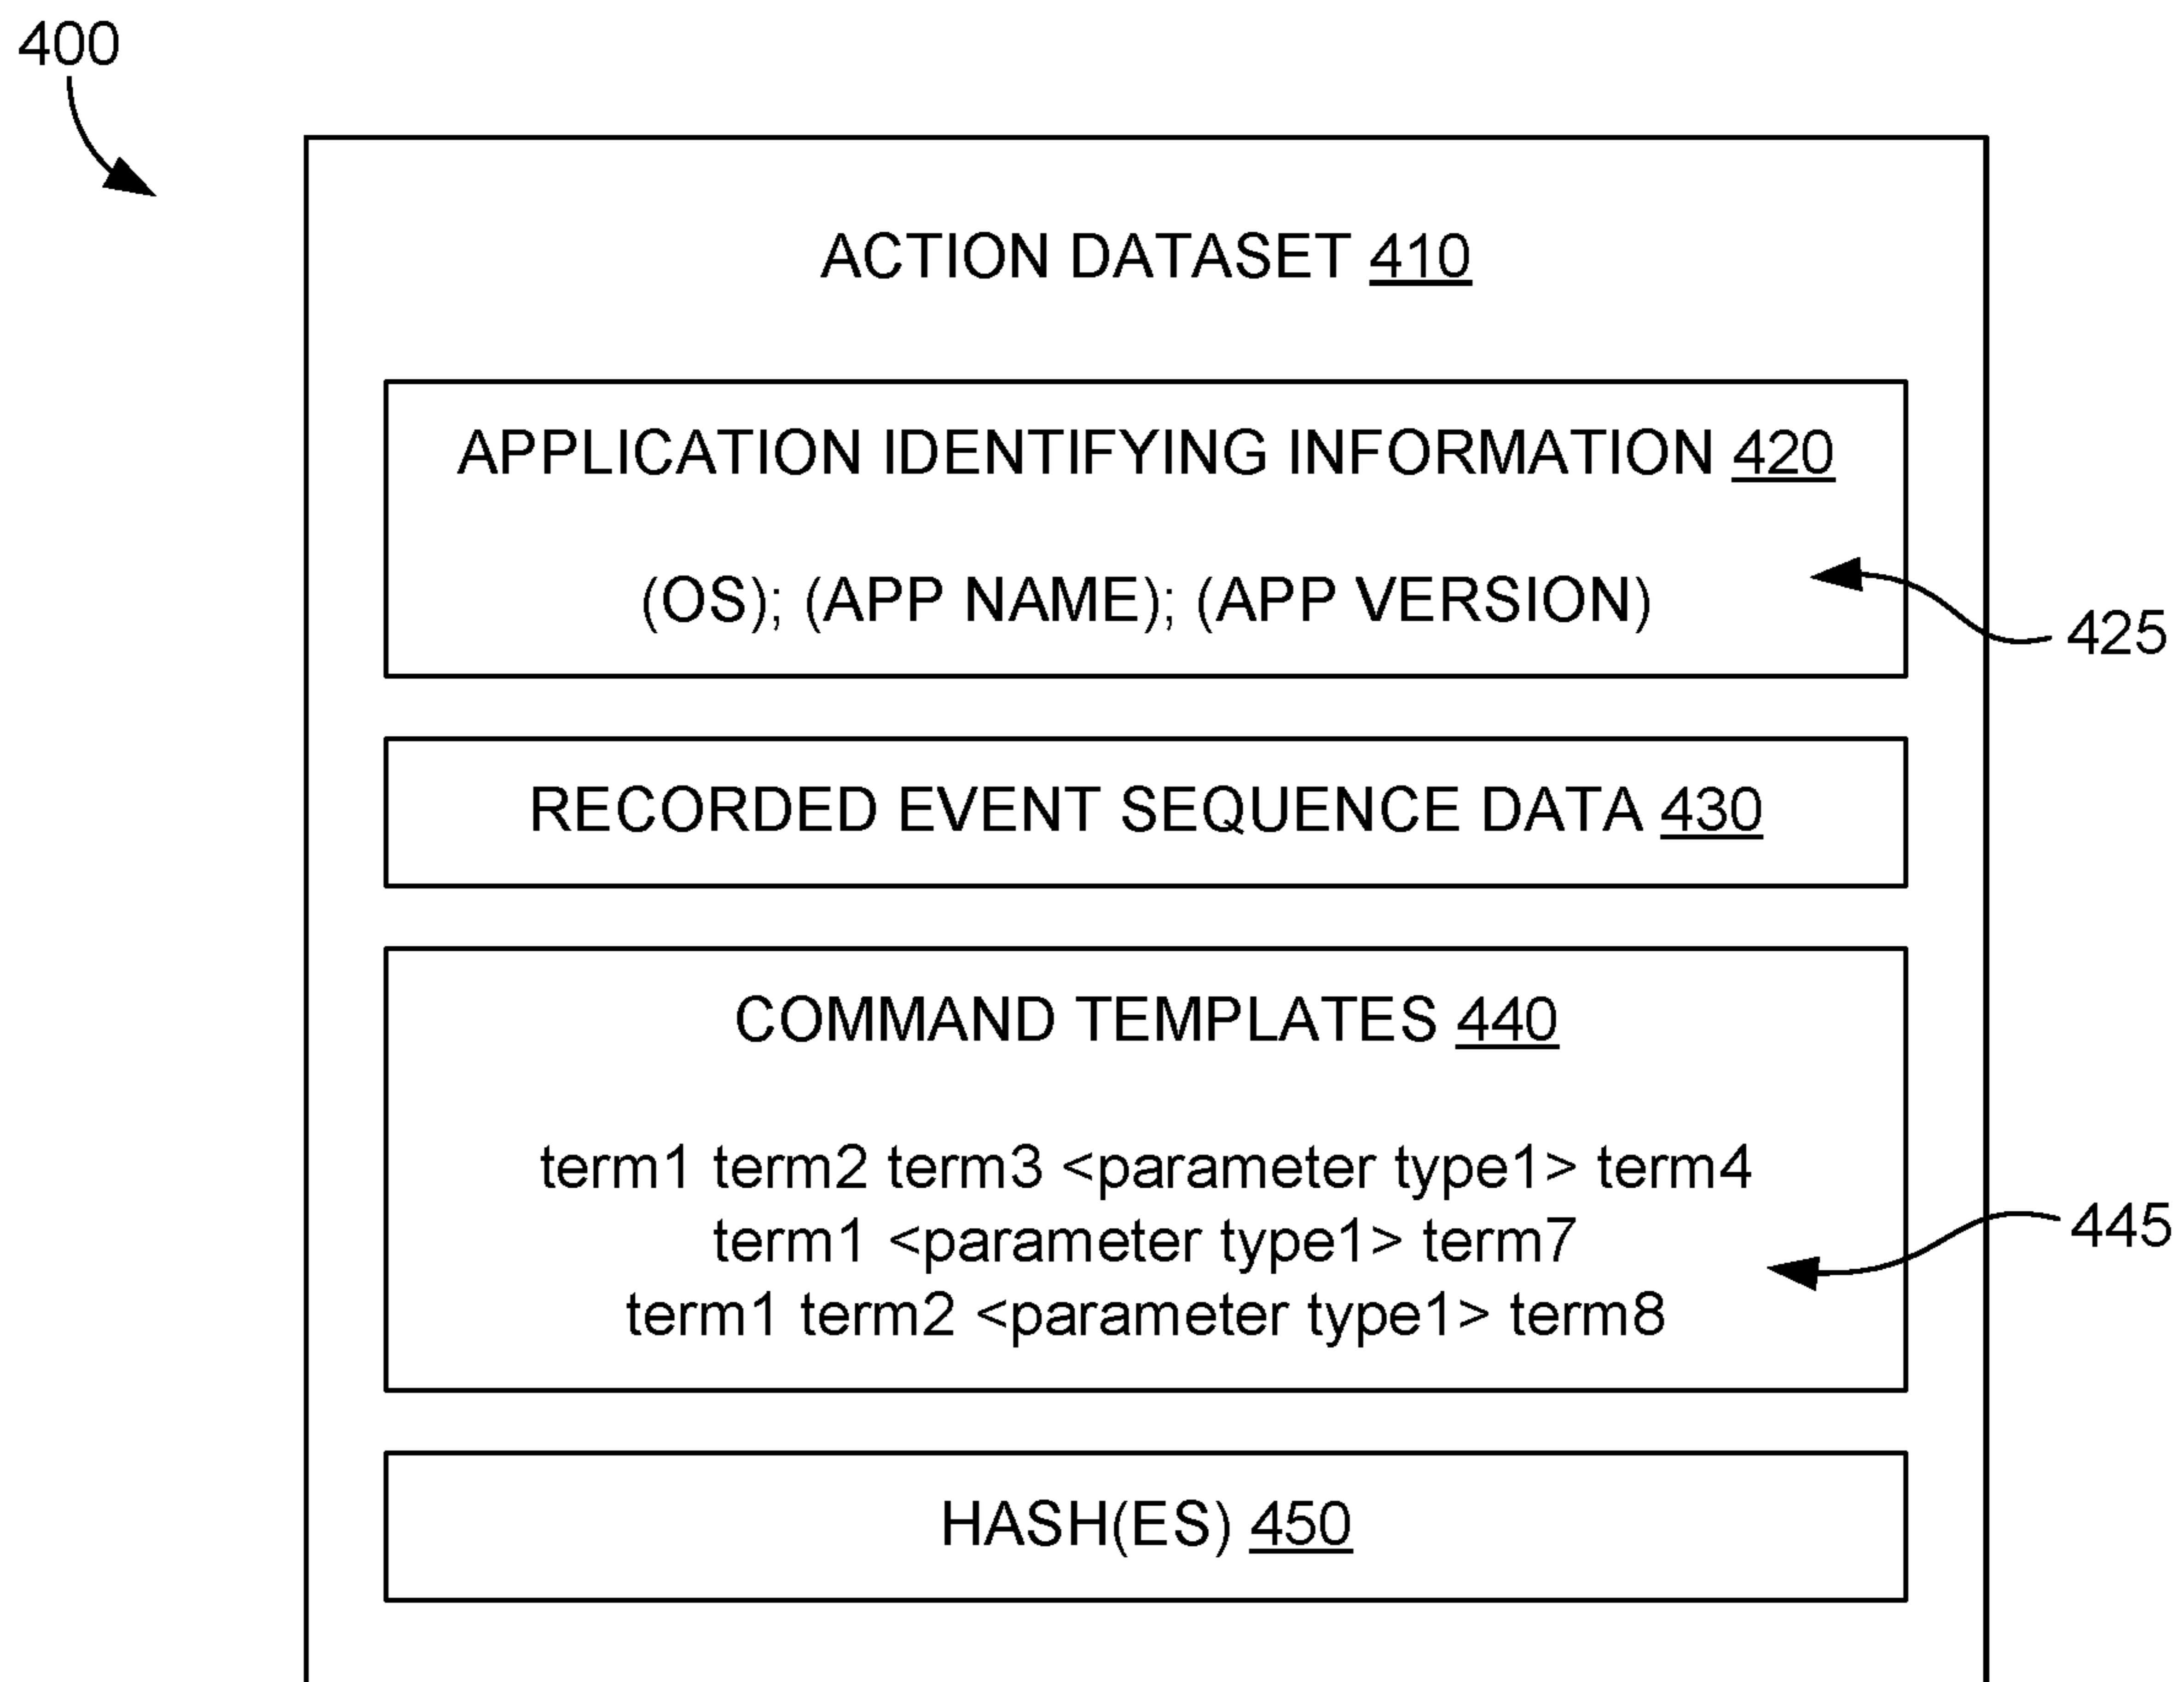 400
ACTION DATASET 410
APPLICATION IDENTIFYING INFORMATION 420
(OS); (APP NAME); (APP VERSION)
425
RECORDED EVENT SEQUENCE DATA 430
COMMAND TEMPLATES 440
term1 term2 term3 <parameter type1> term4
term1 <parameter type1> term7
445
term1 term2 <parameter type1> term8
HASH(ES) 450